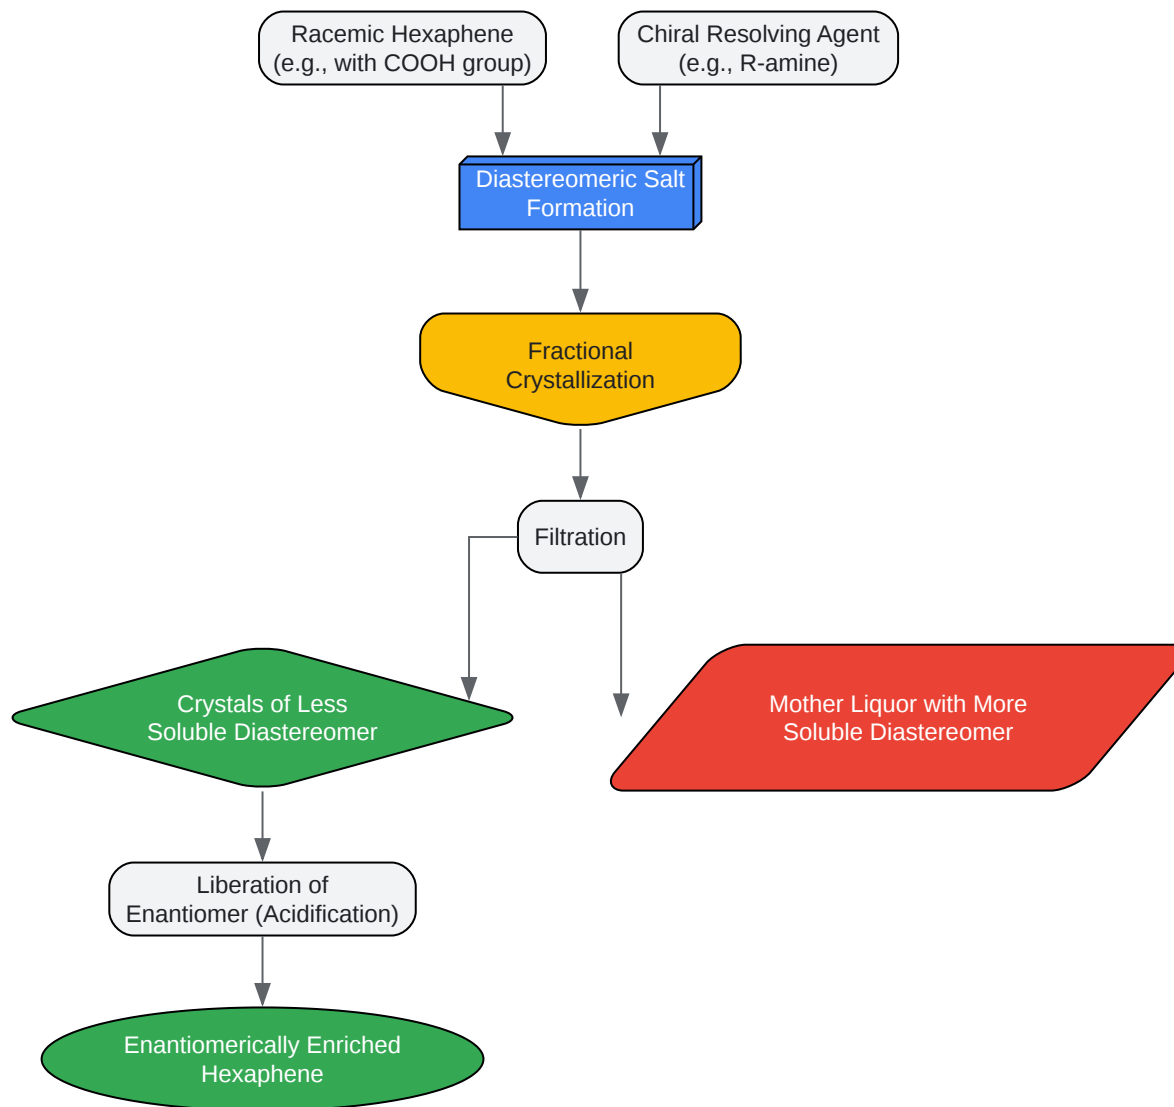 Racemic Hexaphene
(e.g., with COOH group)
Chiral Resolving Agent
(e.g., R-amine)
Diastereomeric Salt
Formation
Fractional
Crystallization
Filtration
Crystals of Less
Soluble Diastereomer
Mother Liquor with More
Soluble Diastereomer
Liberation of
Enantiomer (Acidification)
Enantiomerically Enriched
Hexaphene